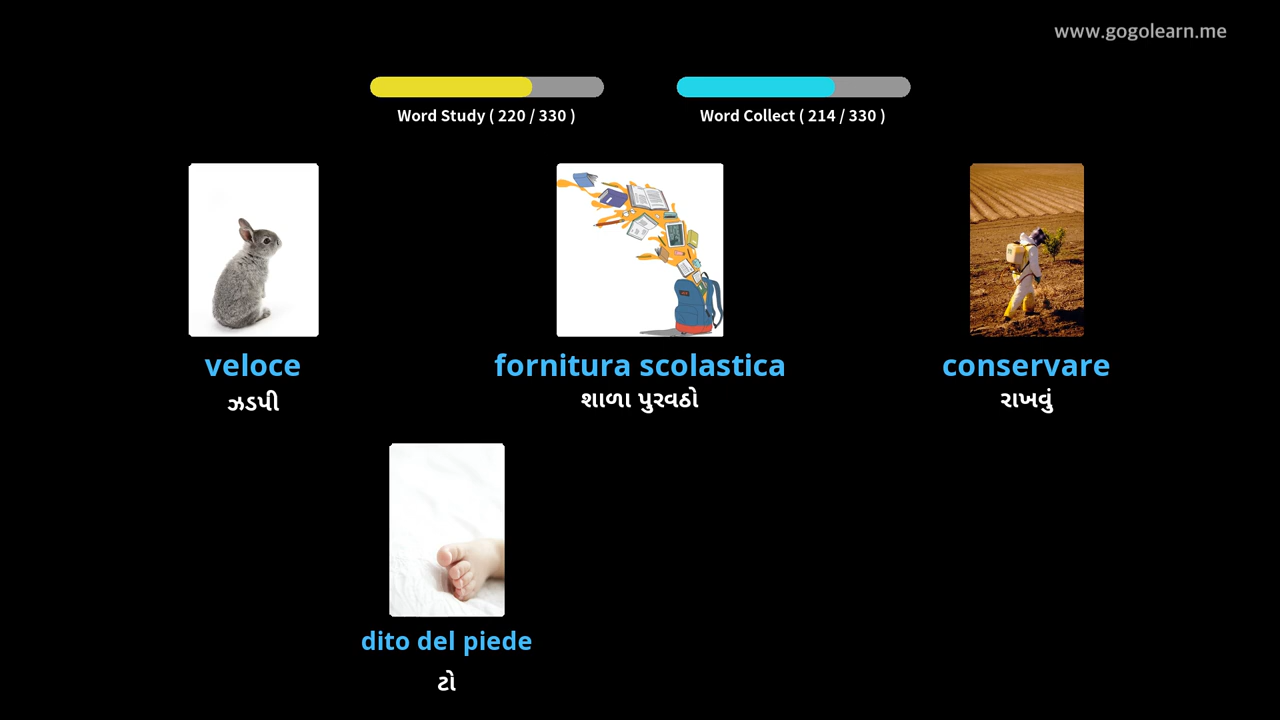 www.gogolearn.me
Word Study ( 220 / 330 )
Word Collect ( 214 / 330 )
veloce
ઝડપી
fornitura scolastica
શાળા પુરવઠો
conservare
રાખવું
dito del piede
ટો